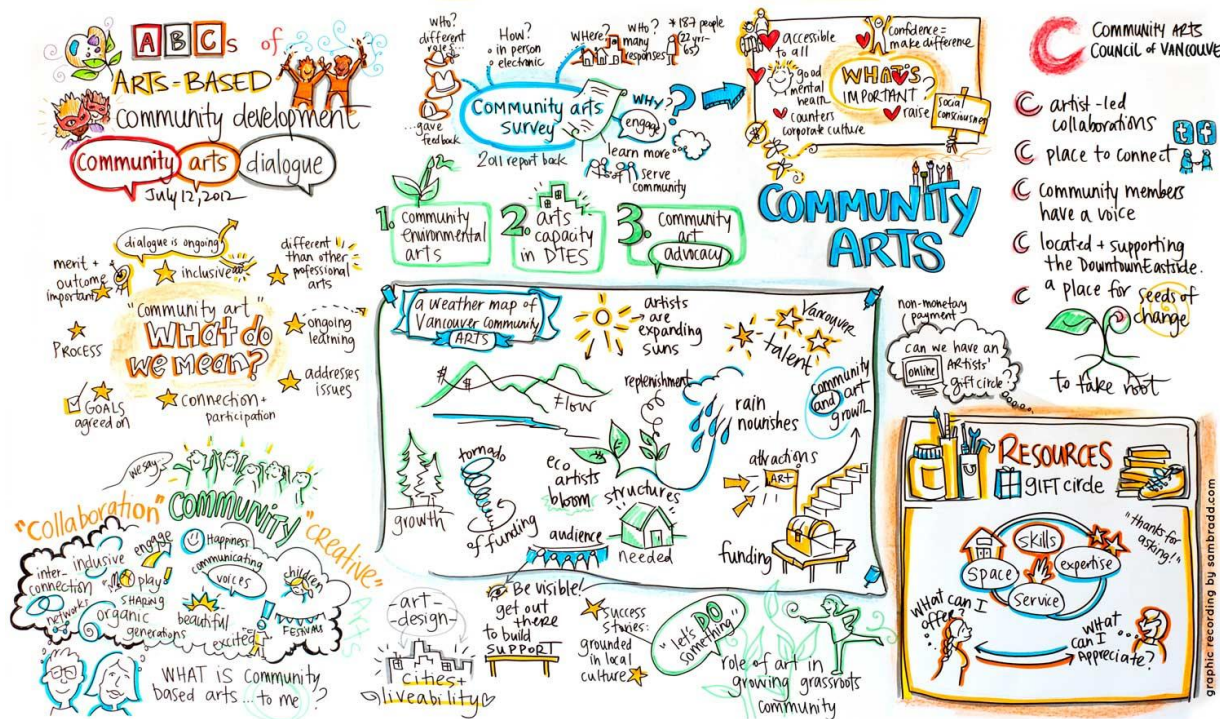 ABCs of
ARTS-BASED
community development
community arts dialogue
July 12, 2012
WHO?
different
roles...
...gave
feedback
How?
in person
electronic
WHERE?
WHO?
many
responses
*187 people
(22 yrs-
65)
Community arts
survey
2011 report back
WHY?
engage
learn more
serve
community
accessible
to all
good
mental
health
counters
corporate culture
confidence =
make difference
WHAT'S
IMPORTANT?
raise
social
consciousness
COMMUNITY
ARTS
COMMUNITY ARTS
COUNCIL of VANCOUVE
artist-led
collaborations
place to connect
t f
community members
have a voice
located + supporting
the Downtown Eastside.
a place for seeds of
change
to take root
1. community
environmental
arts
2. arts
capacity
in DTES
3. community
art
advocacy
dialogue is ongoing
merit +
outcome
important
inclusive
different
than other
pofessional
arts
"community art"
WHAT do
we mean?
ongoing
learning
PROCESS
addresses
issues
GOALS
agreed on
connection +
participation
a weather map of
Vancouver Community
ARTS
artists
are
expanding
suns
Vancouver
talent
$ $
Flow
replenishment
rain
nourishes
community
and art
growth
growth
tornado
of funding
eco
artists
bloom
structures
needed
attractions
ART
funding
audience
non-monetary
payment
can we have an
online ARTISTS'
gift circle?
RESOURCES
gIFT circle
skills
space
expertise
service
"thanks for
asking!"
What can I
offer?
What
can I
Appreciate?
graphic recording by sambradd.com
we say...
"collaboration" COMMUNITY "creative"
Arts
inclusive
engage
Happiness
inter-
connection
play
communicating
voices
children
networks
SHARING
organic
generations
beautiful
excited
FESTIVALS
WHAT IS community
based arts... to me?
-art-
-design-
cities +
liveability
Be visible!
get out
there
to build
SUPPORT
success
stories:
grounded
in local
culture
"let's DO
something"
role of art in
growing grassroots
community